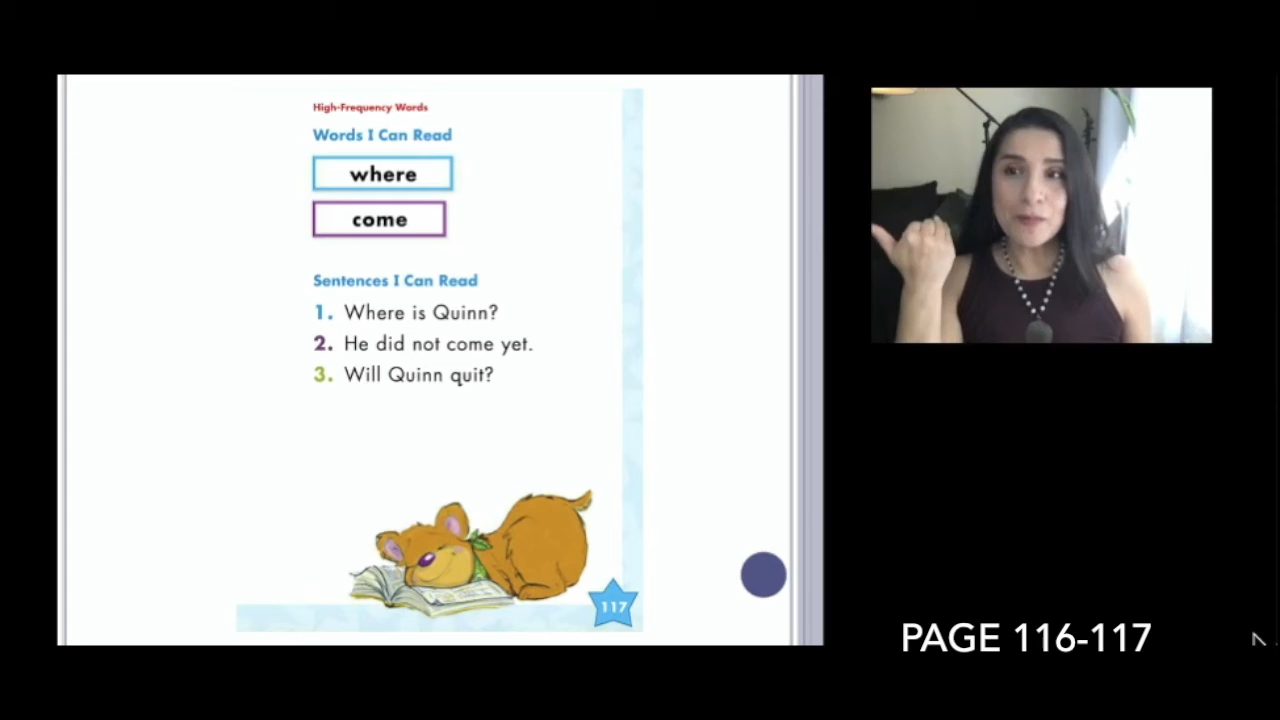 High-Frequency Words
Words I Can Read
where
come
Sentences I Can Read
1. Where is Quinn?
2. He did not come yet.
3. Will Quinn quit?
117
PAGE 116-117